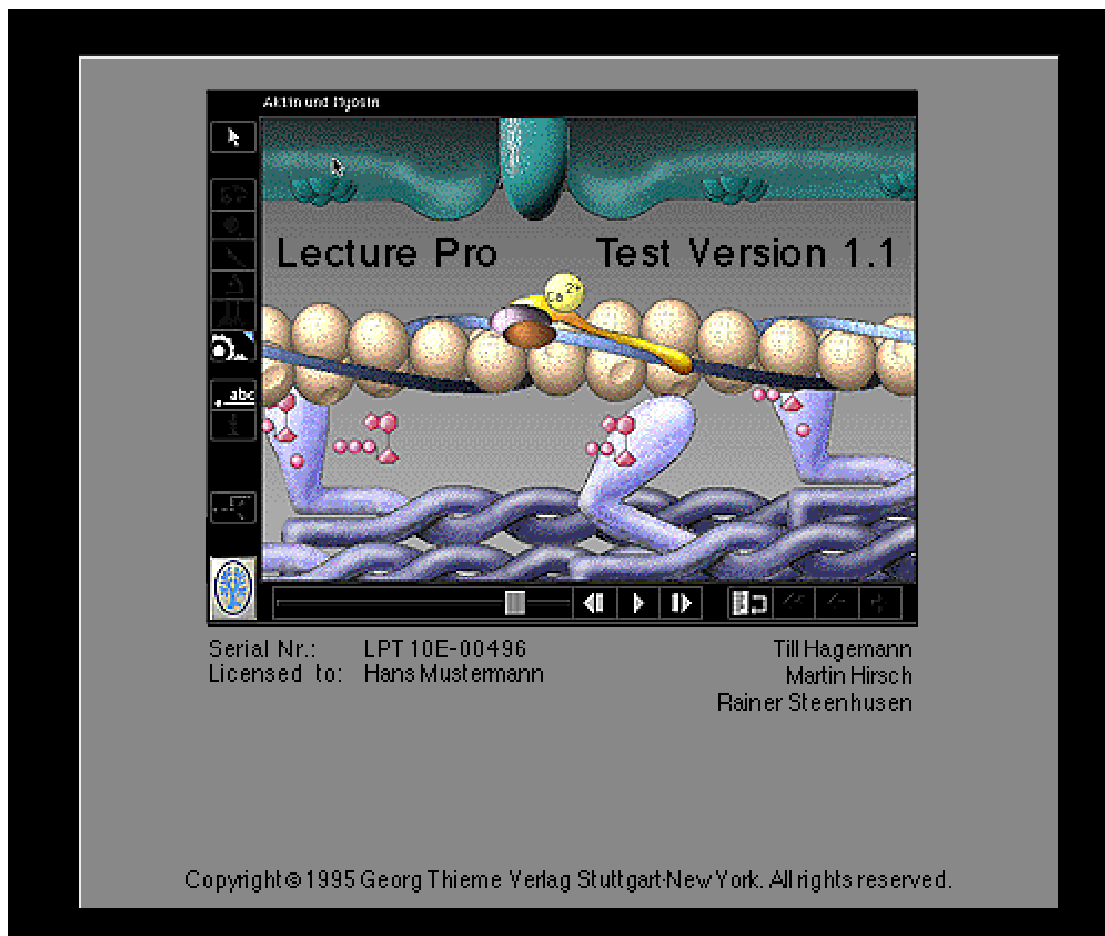 Aktin und Myosin
Lecture Pro Test Version 1.1
Ca2+
abc
Serial Nr.: LPT 10E-00496 Till Hagemann
Licensed to: Hans Mustermann Martin Hirsch
Rainer Steenhusen
Copyright©1995 Georg Thieme Verlag Stuttgart·New York. All rights reserved.